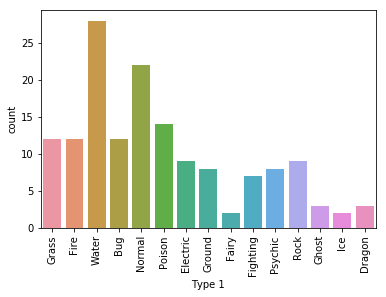 25
20
15
10
5
0
count
Grass
Fire
Water
Bug
Normal
Poison
Electric
Ground
Fairy
Fighting
Psychic
Rock
Ghost
Ice
Dragon
Type 1